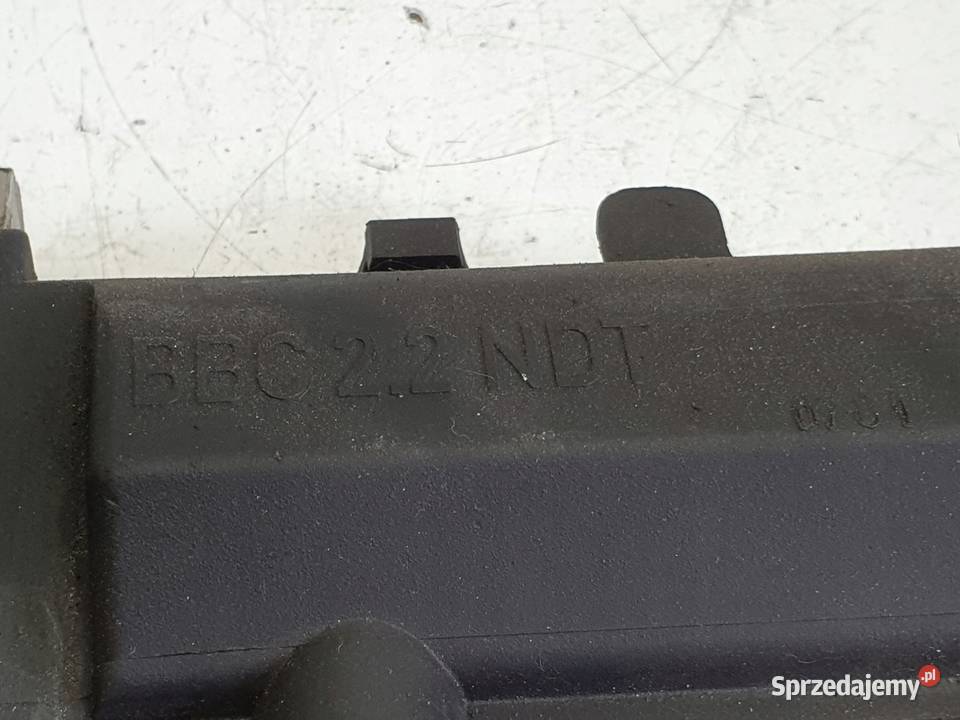 BBC 2.2 NDT
Sprzedajemy.pl